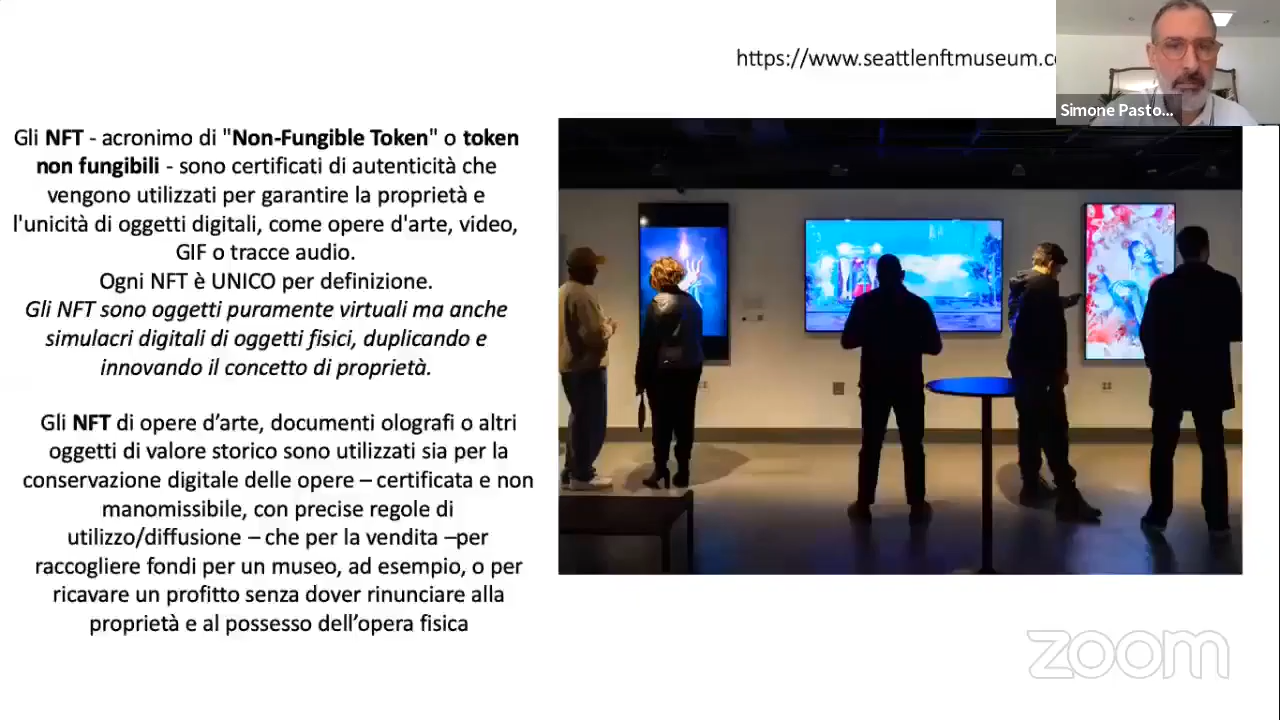 https://www.seattlenftmuseum.c
Simone Pasto...
Gli NFT - acronimo di "Non-Fungible Token" o token
non fungibili - sono certificati di autenticità che
vengono utilizzati per garantire la proprietà e
l'unicità di oggetti digitali, come opere d'arte, video,
GIF o tracce audio.
Ogni NFT è UNICO per definizione.
Gli NFT sono oggetti puramente virtuali ma anche
simulacri digitali di oggetti fisici, duplicando e
innovando il concetto di proprietà.
Gli NFT di opere d’arte, documenti olografi o altri
oggetti di valore storico sono utilizzati sia per la
conservazione digitale delle opere – certificata e non
manomissibile, con precise regole di
utilizzo/diffusione – che per la vendita –per
raccogliere fondi per un museo, ad esempio, o per
ricavare un profitto senza dover rinunciare alla
proprietà e al possesso dell’opera fisica
zoom